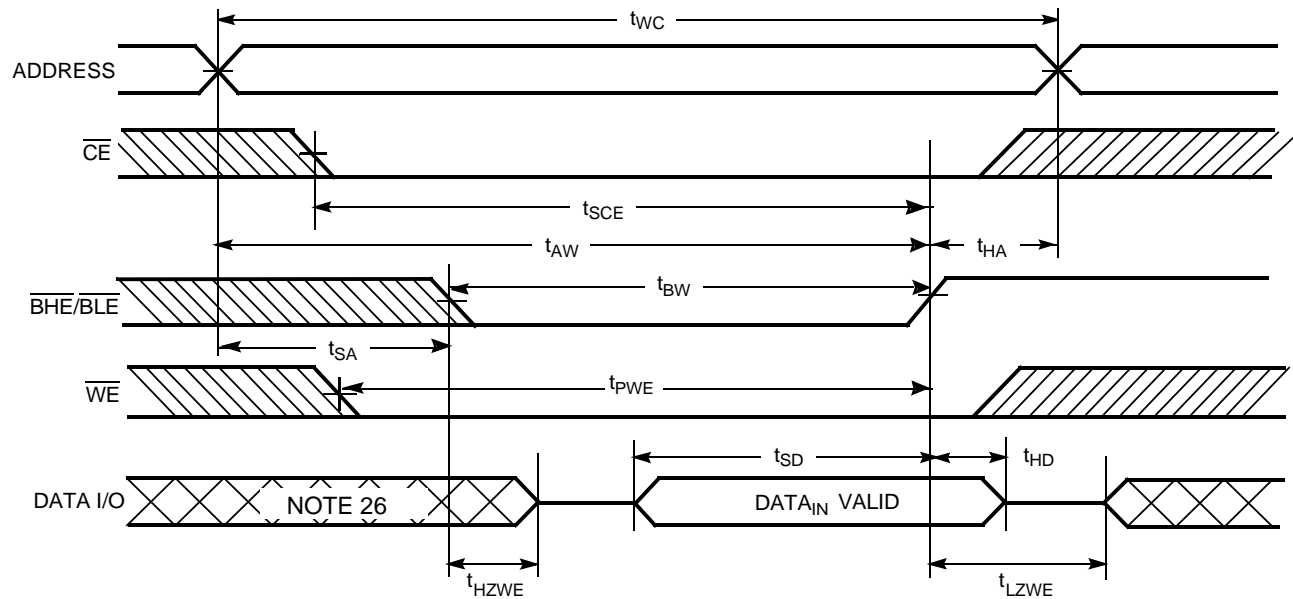 tWC
ADDRESS
CE
tSCE
tAW
tHA
BHE/BLE
tBW
tSA
WE
tPWE
tSD
tHD
DATA I/O
NOTE 26
DATAIN VALID
tHZWE
tLZWE